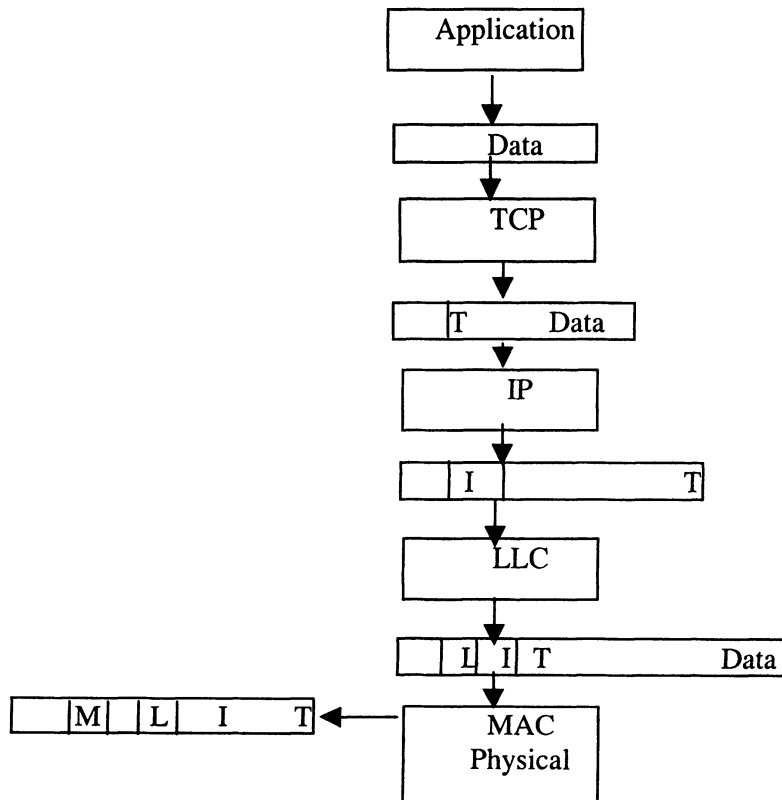 Application
Data
TCP
T Data
IP
I T
LLC
L I T Data
M L I T
MAC
Physical